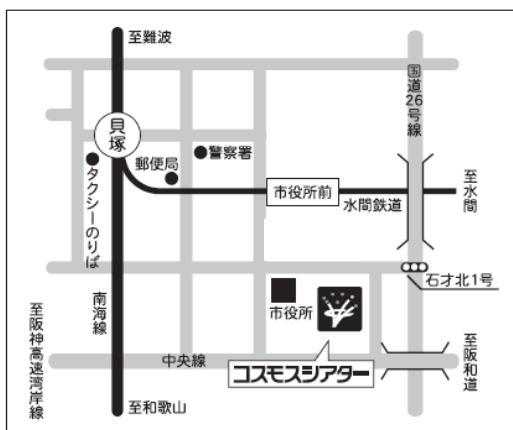 至難波
国道26号線
貝塚
警察署
郵便局
タクシーのりば
市役所前
水間鉄道
至水間
石才北1号
南海線
市役所
至阪神高速湾岸線
中央線
コスモスシアター
至阪和道
至和歌山